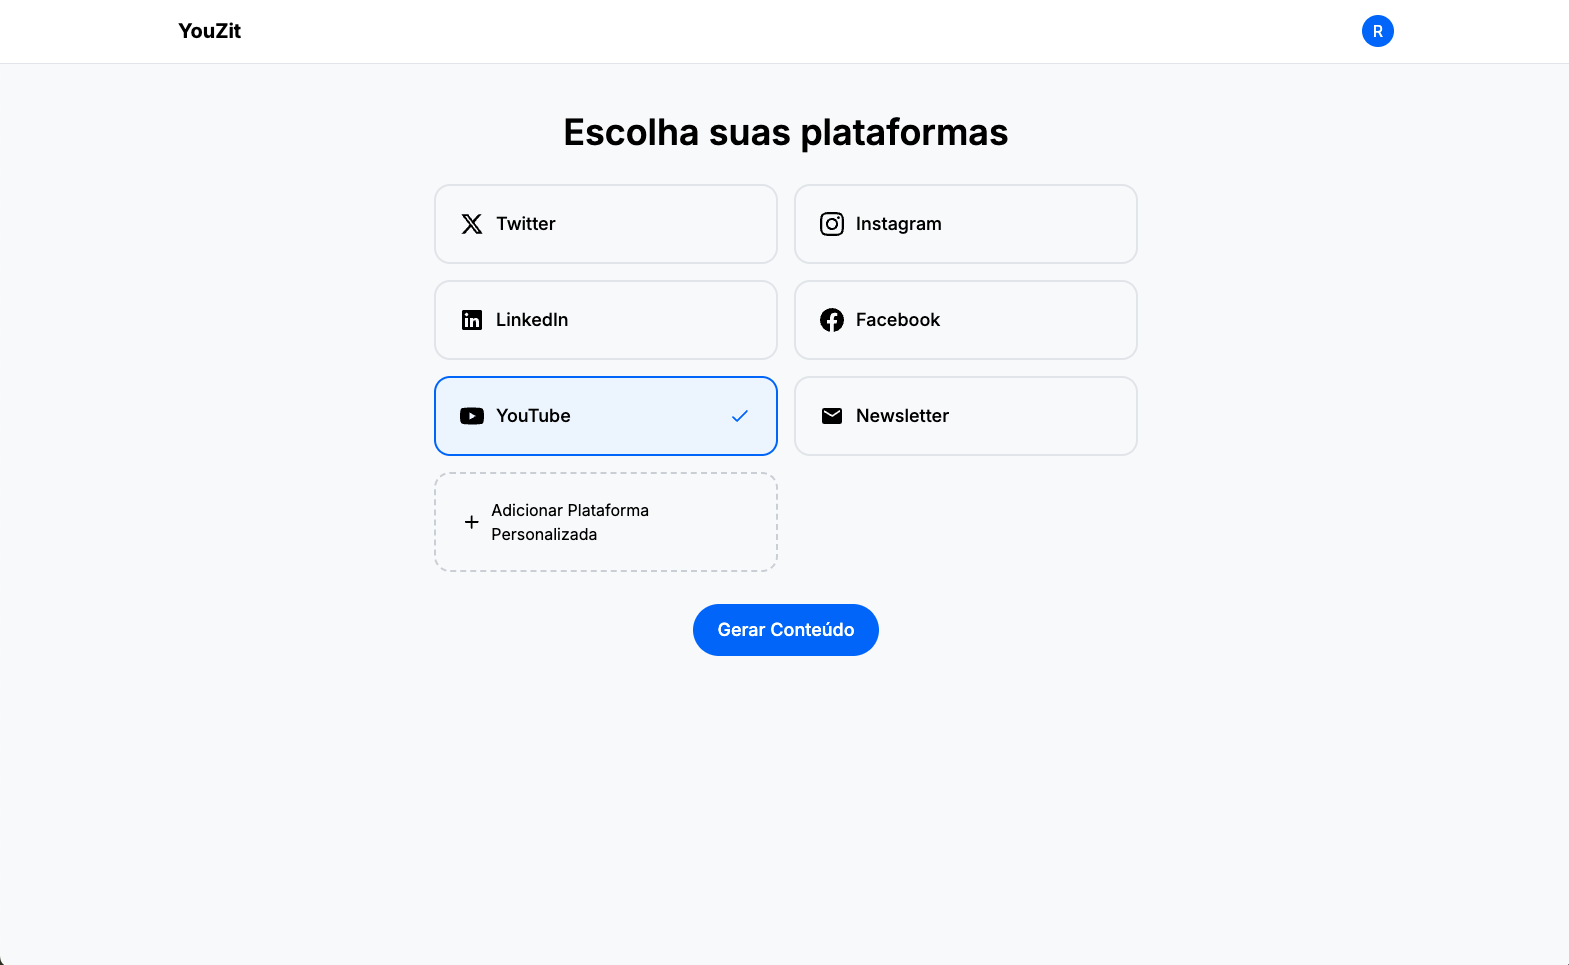 YouZit
R
Escolha suas plataformas
Twitter
Instagram
LinkedIn
Facebook
YouTube
Newsletter
Adicionar Plataforma
Personalizada
Gerar Conteúdo